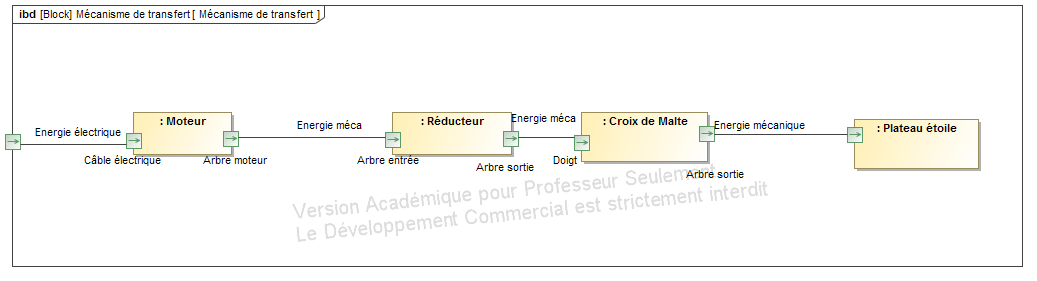 ibd [Block] Mécanisme de transfert [ Mécanisme de transfert ]
: Moteur
: Réducteur
: Croix de Malte
: Plateau étoile
Energie électrique
Energie méca
Energie méca
Energie mécanique
Câble électrique
Arbre moteur
Arbre entrée
Arbre sortie
Doigt
Arbre sortie
Version Académique pour Professeur Seulement
Le Développement Commercial est strictement interdit